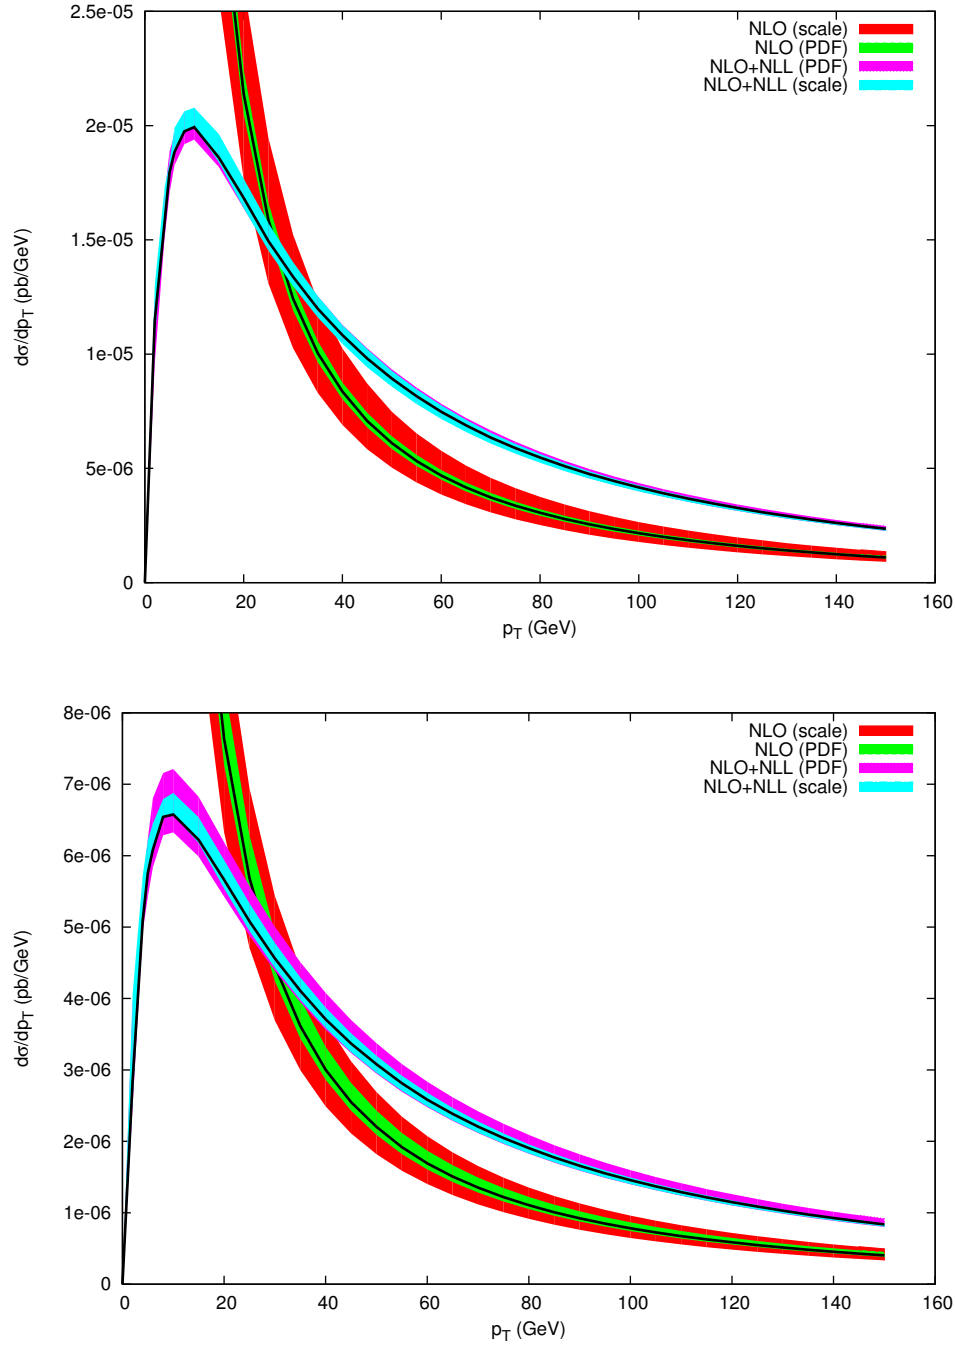 2.5e-05
2e-05
1.5e-05
1e-05
5e-06
0
dσ/dp_T (pb/GeV)
NLO (scale)
NLO (PDF)
NLO+NLL (PDF)
NLO+NLL (scale)
0 20 40 60 80 100 120 140 160
p_T (GeV)
8e-06
7e-06
6e-06
5e-06
4e-06
3e-06
2e-06
1e-06
0
dσ/dp_T (pb/GeV)
NLO (scale)
NLO (PDF)
NLO+NLL (PDF)
NLO+NLL (scale)
0 20 40 60 80 100 120 140 160
p_T (GeV)